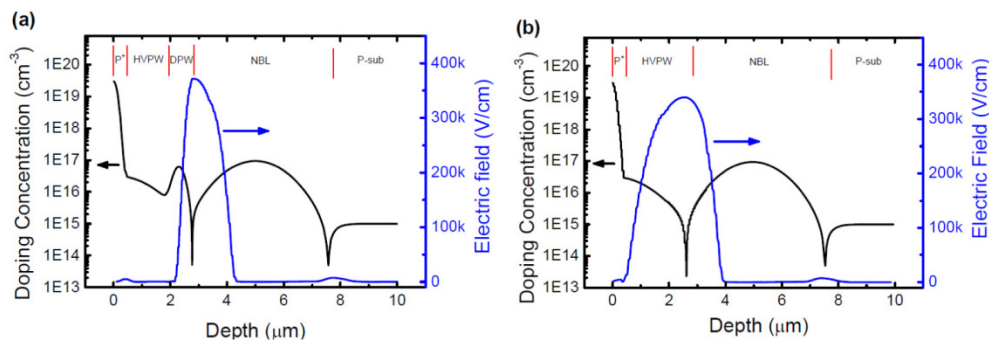 (a)
P+ HVPW DPW NBL P-sub
Doping Concentration (cm-3)
1E20
1E19
1E18
1E17
1E16
1E15
1E14
1E13
400k
300k
200k
100k
0
Electric field (V/cm)
0 2 4 6 8 10
Depth (μm)
(b)
P+ HVPW NBL P-sub
Doping Concentration (cm-3)
1E20
1E19
1E18
1E17
1E16
1E15
1E14
1E13
400k
300k
200k
100k
0
Electric Field (V/cm)
0 2 4 6 8 10
Depth (μm)